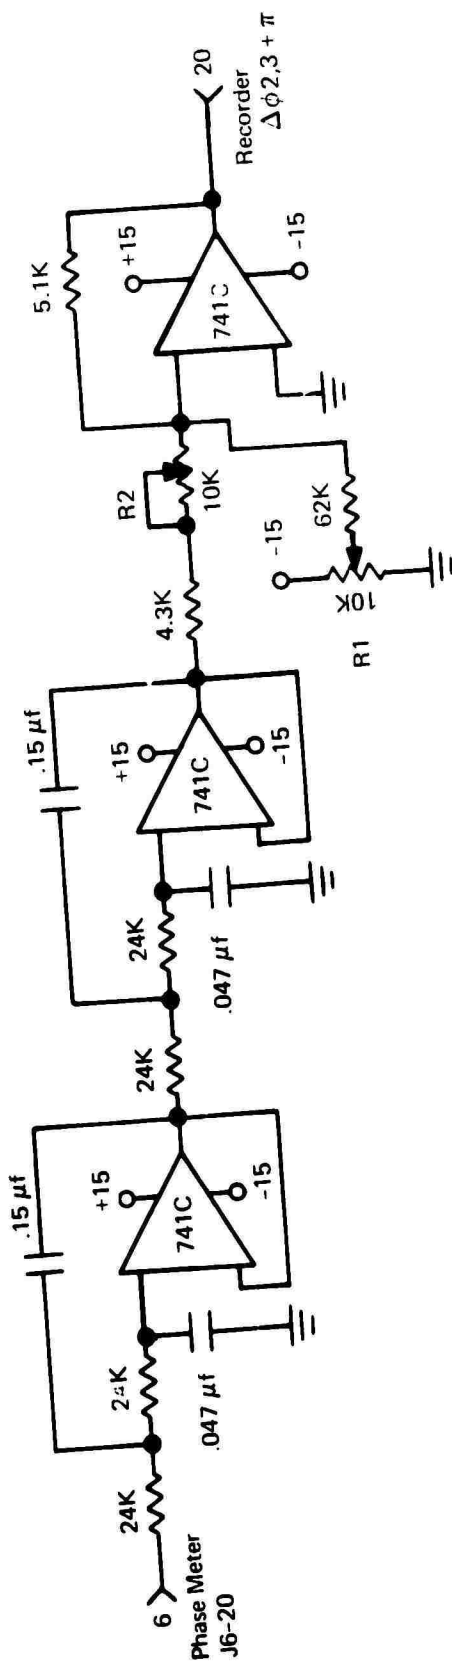 6
Phase Meter
J6-20
24K
24K
.15 µf
.047 µf
+15
741C
-15
24K
24K
.15 µf
.047 µf
+15
741C
-15
4.3K
R2
10K
5.1K
-15
62K
10K
R1
+15
741C
-15
20
Recorder
Δϕ2,3 + π